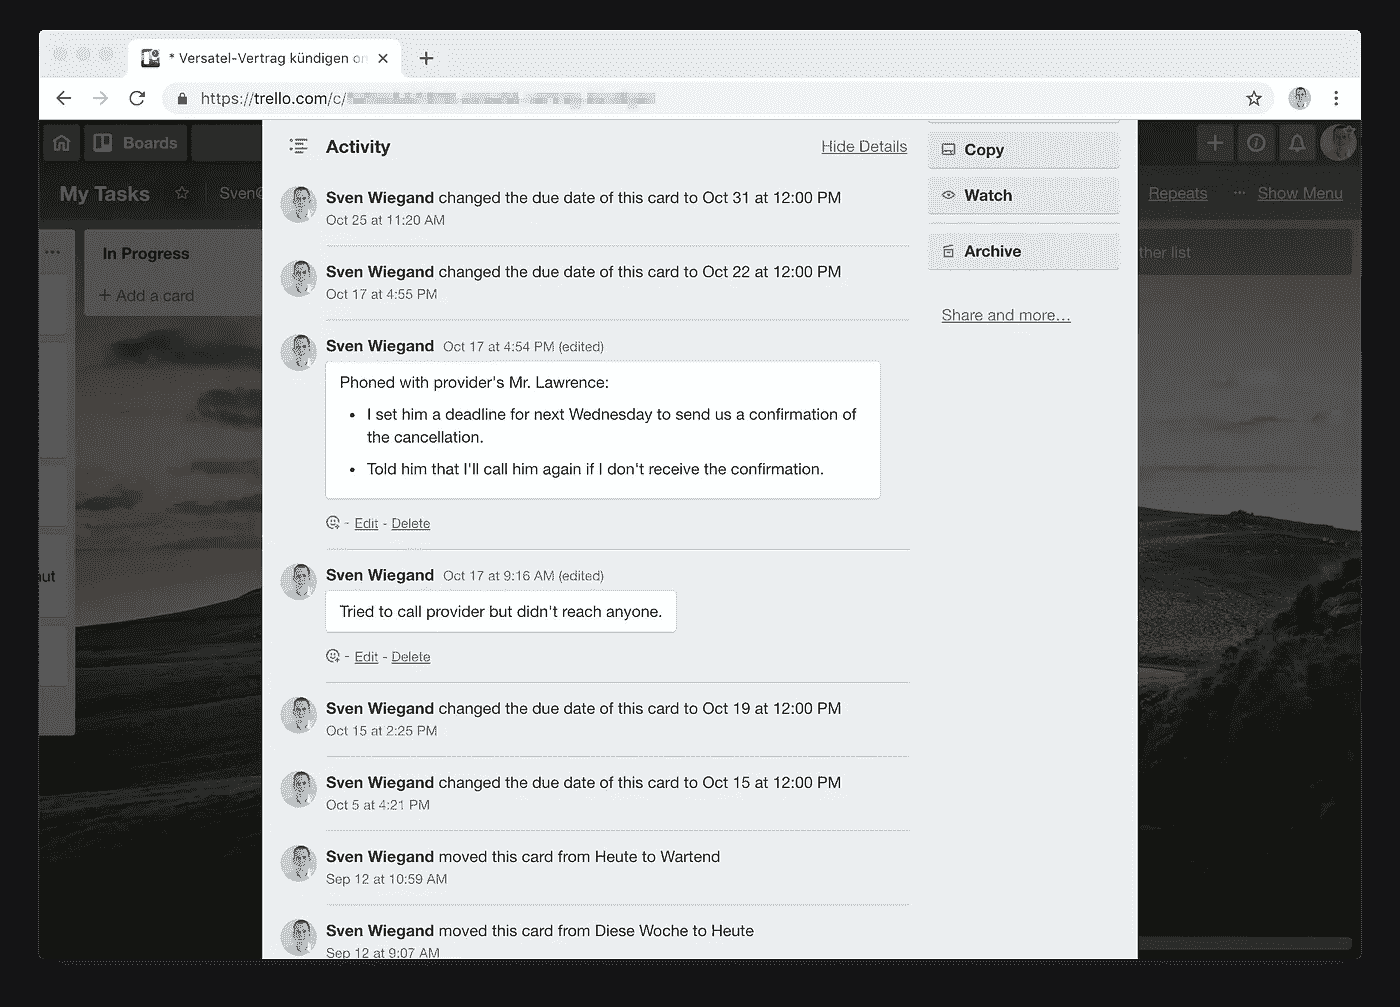 * Versatel-Vertrag kündigen on
https://trello.com/c/
Boards
My Tasks
Sven
Repeats
Show Menu
In Progress
+ Add a card
ther list
aut
Activity
Hide Details
Sven Wiegand changed the due date of this card to Oct 31 at 12:00 PM
Oct 25 at 11:20 AM
Sven Wiegand changed the due date of this card to Oct 22 at 12:00 PM
Oct 17 at 4:55 PM
Sven Wiegand Oct 17 at 4:54 PM (edited)
Phoned with provider's Mr. Lawrence:
• I set him a deadline for next Wednesday to send us a confirmation of
the cancellation.
• Told him that I'll call him again if I don't receive the confirmation.
- Edit - Delete
Sven Wiegand Oct 17 at 9:16 AM (edited)
Tried to call provider but didn't reach anyone.
- Edit - Delete
Sven Wiegand changed the due date of this card to Oct 19 at 12:00 PM
Oct 15 at 2:25 PM
Sven Wiegand changed the due date of this card to Oct 15 at 12:00 PM
Oct 5 at 4:21 PM
Sven Wiegand moved this card from Heute to Wartend
Sep 12 at 10:59 AM
Sven Wiegand moved this card from Diese Woche to Heute
Sep 12 at 9:07 AM
Copy
Watch
Archive
Share and more...